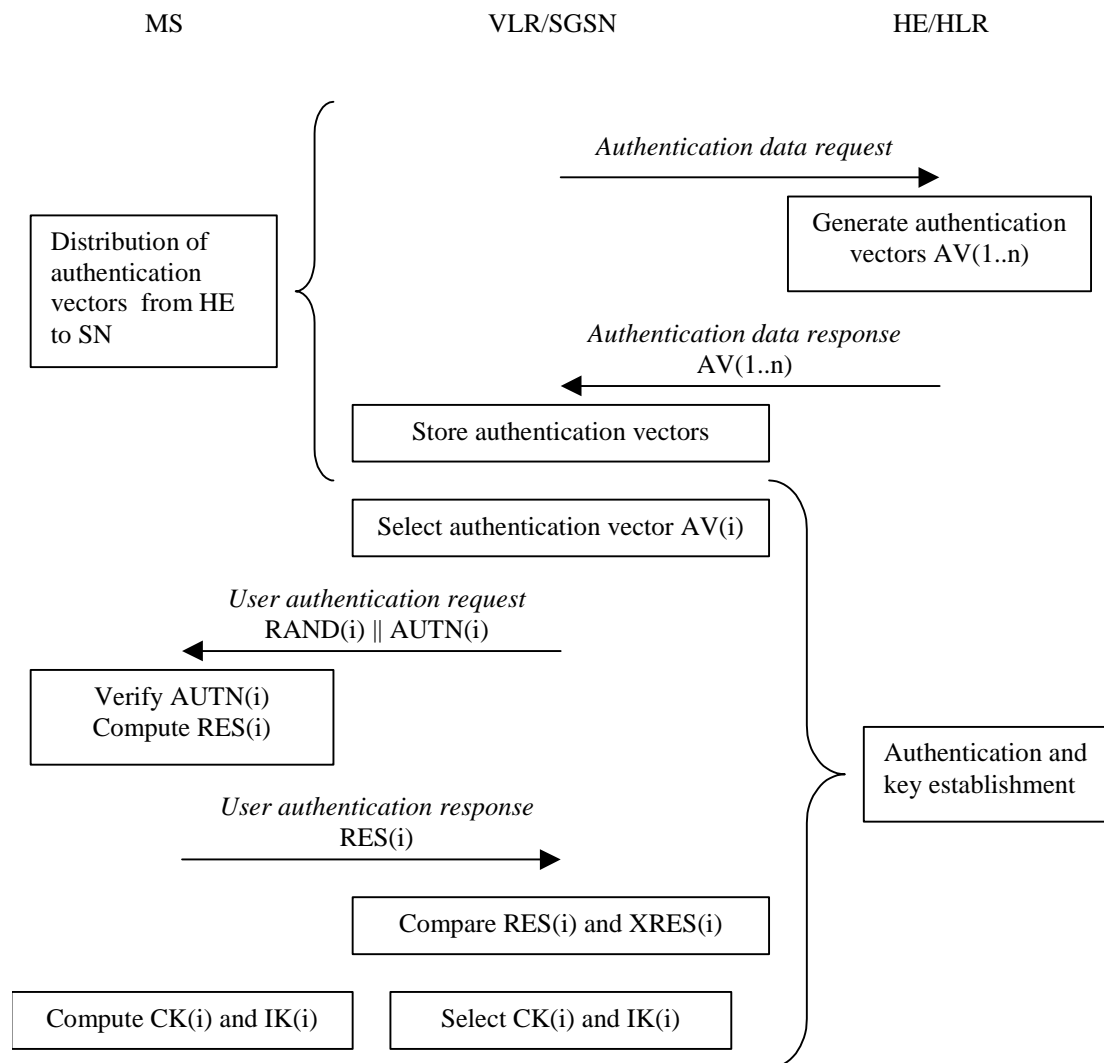 MS
VLR/SGSN
HE/HLR
Authentication data request
Generate authentication
vectors AV(1..n)
Distribution of
authentication
vectors from HE
to SN
Authentication data response
AV(1..n)
Store authentication vectors
Select authentication vector AV(i)
User authentication request
RAND(i) || AUTN(i)
Verify AUTN(i)
Compute RES(i)
Authentication and
key establishment
User authentication response
RES(i)
Compare RES(i) and XRES(i)
Compute CK(i) and IK(i)
Select CK(i) and IK(i)